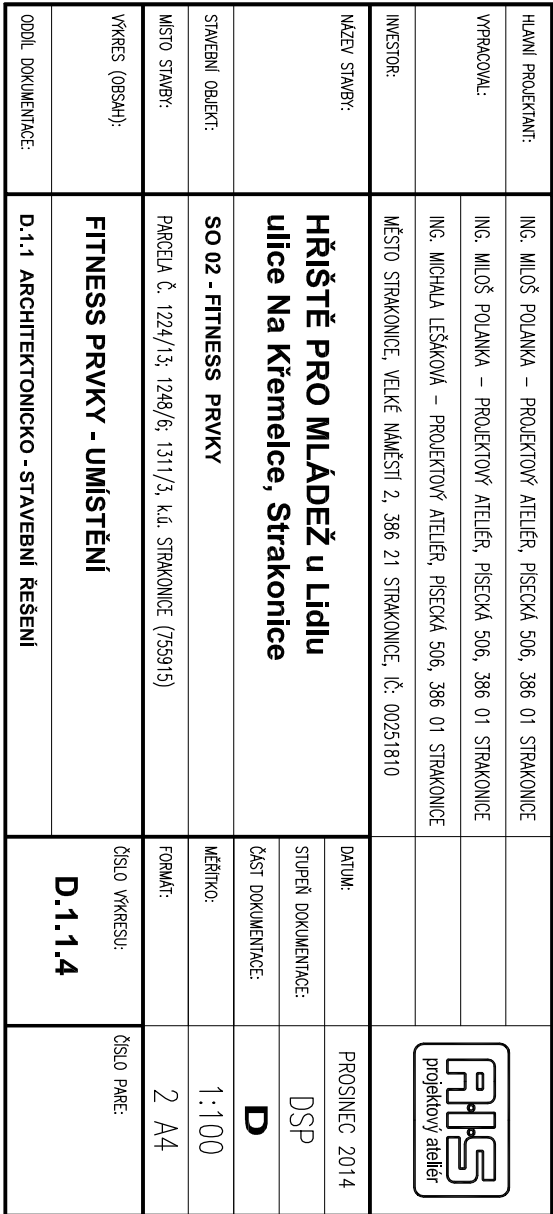 HLAVNÍ PROJEKTANT: ING. MILOŠ POLANKA – PROJEKTOVÝ ATELIÉR, PÍSECKÁ 506, 386 01 STRAKONICE
VYPRACOVAL: ING. MILOŠ POLANKA – PROJEKTOVÝ ATELIÉR, PÍSECKÁ 506, 386 01 STRAKONICE
ING. MICHALA LEŠÁKOVÁ – PROJEKTOVÝ ATELIÉR, PÍSECKÁ 506, 386 01 STRAKONICE
R·I·S
projektový ateliér
INVESTOR: MĚSTO STRAKONICE, VELKÉ NÁMĚSTÍ 2, 386 21 STRAKONICE, IČ: 00251810
NÁZEV STAVBY:
HŘIŠTĚ PRO MLÁDEŽ u Lidlu
ulice Na Křemelce, Strakonice
DATUM: PROSINEC 2014
STUPEŇ DOKUMENTACE: DSP
ČÁST DOKUMENTACE: D
STAVEBNÍ OBJEKT: SO 02 - FITNESS PRVKY
MĚŘÍTKO: 1:100
MÍSTO STAVBY: PARCELA Č. 1224/13; 1248/6; 1311/3, k.ú. STRAKONICE (755915)
FORMÁT: 2 A4
VÝKRES (OBSAH): FITNESS PRVKY - UMÍSTĚNÍ
ČÍSLO VÝKRESU: D.1.1.4
ČÍSLO PARE:
ODDÍL DOKUMENTACE: D.1.1 ARCHITEKTONICKO - STAVEBNÍ ŘEŠENÍ